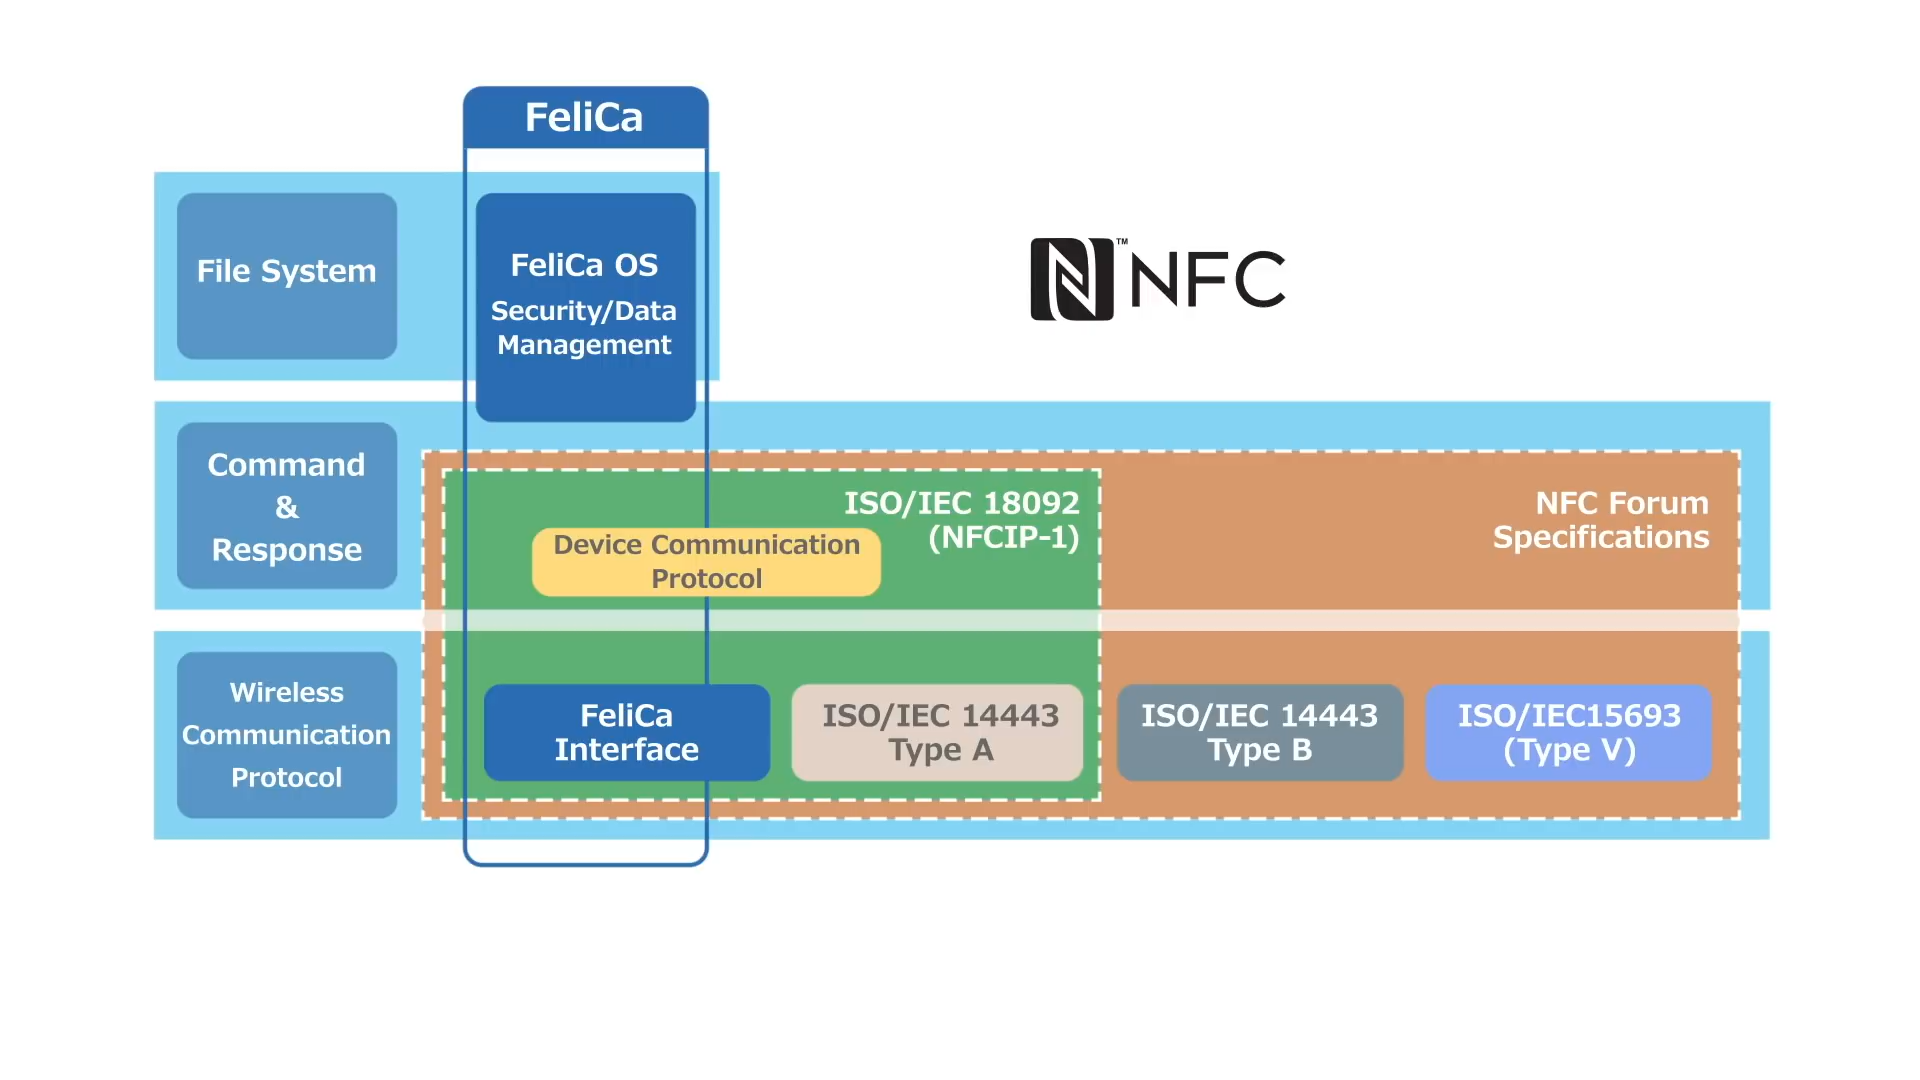 FeliCa
File System
FeliCa OS
Security/Data
Management
™
NFC
Command
&
Response
ISO/IEC 18092
(NFCIP-1)
NFC Forum
Specifications
Device Communication
Protocol
Wireless
Communication
Protocol
FeliCa
Interface
ISO/IEC 14443
Type A
ISO/IEC 14443
Type B
ISO/IEC15693
(Type V)